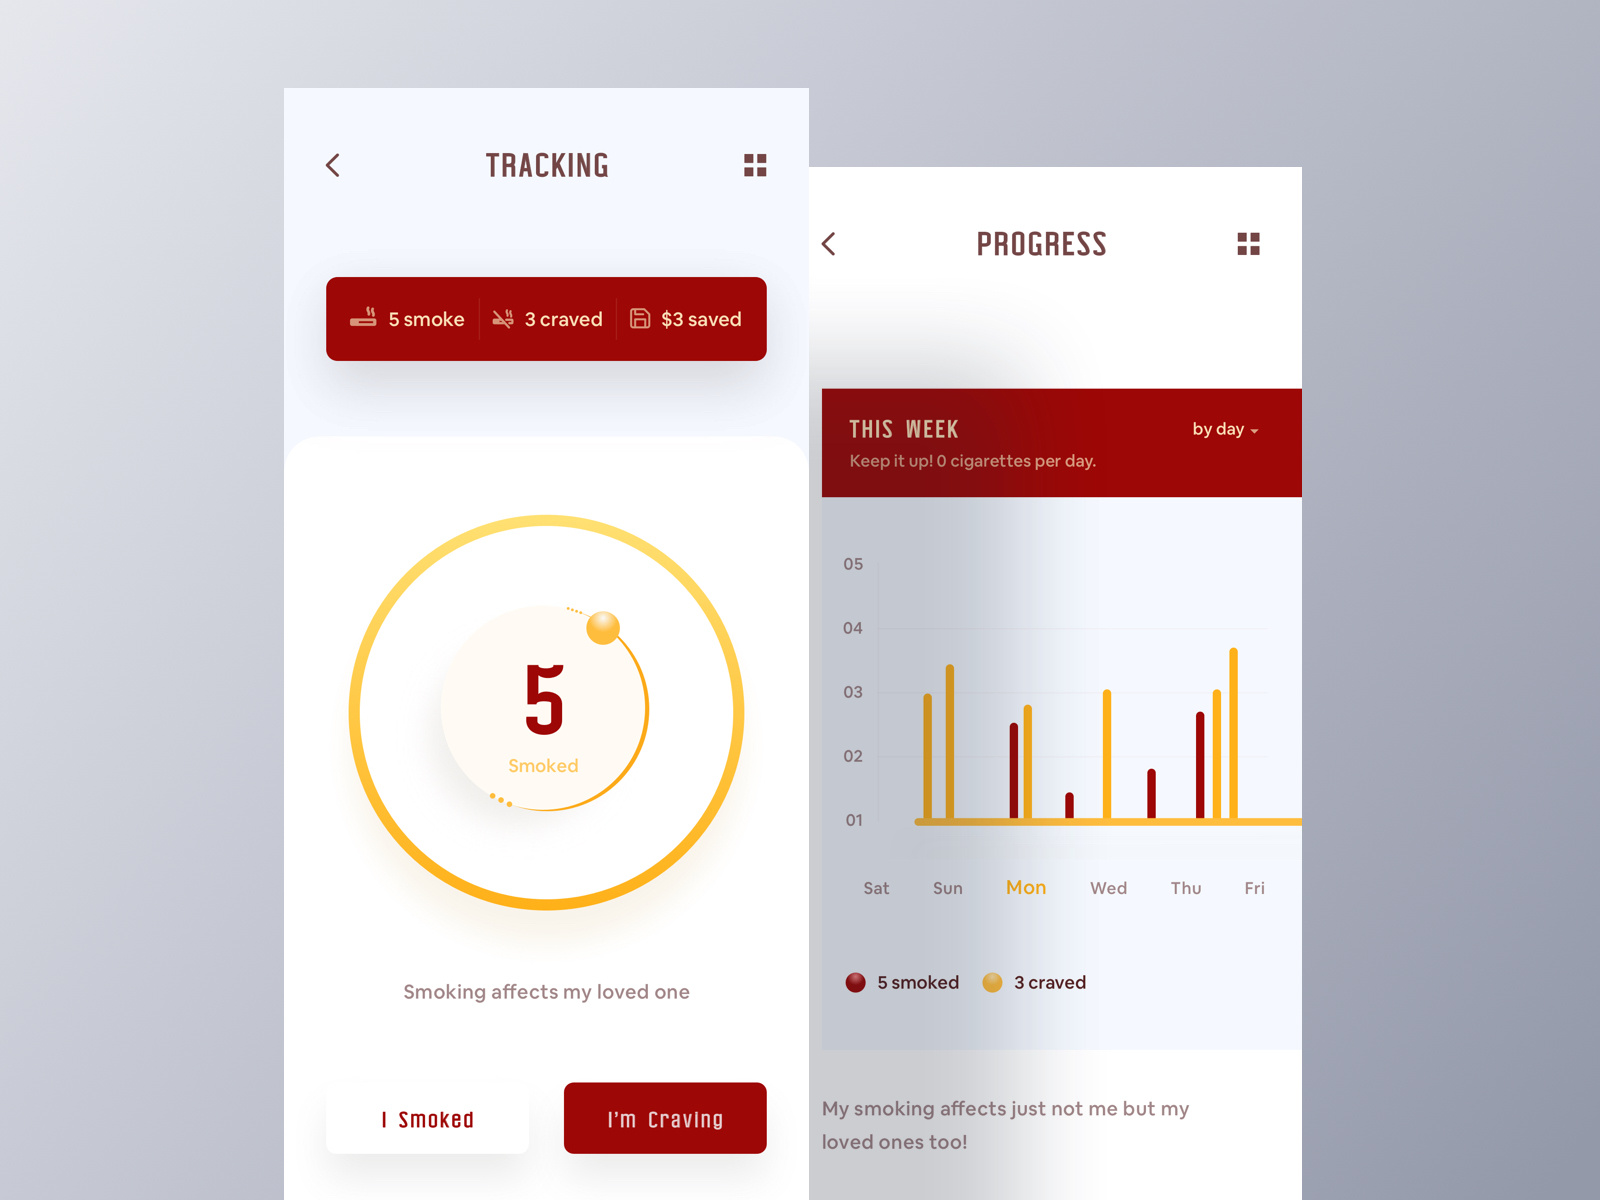 TRACKING
5 smoke
3 craved
$3 saved
5
Smoked
Smoking affects my loved one
I Smoked
I'm Craving
PROGRESS
THIS WEEK
by day
Keep it up! 0 cigarettes per day.
05
04
03
02
01
Sat
Sun
Mon
Wed
Thu
Fri
5 smoked
3 craved
My smoking affects just not me but my
loved ones too!